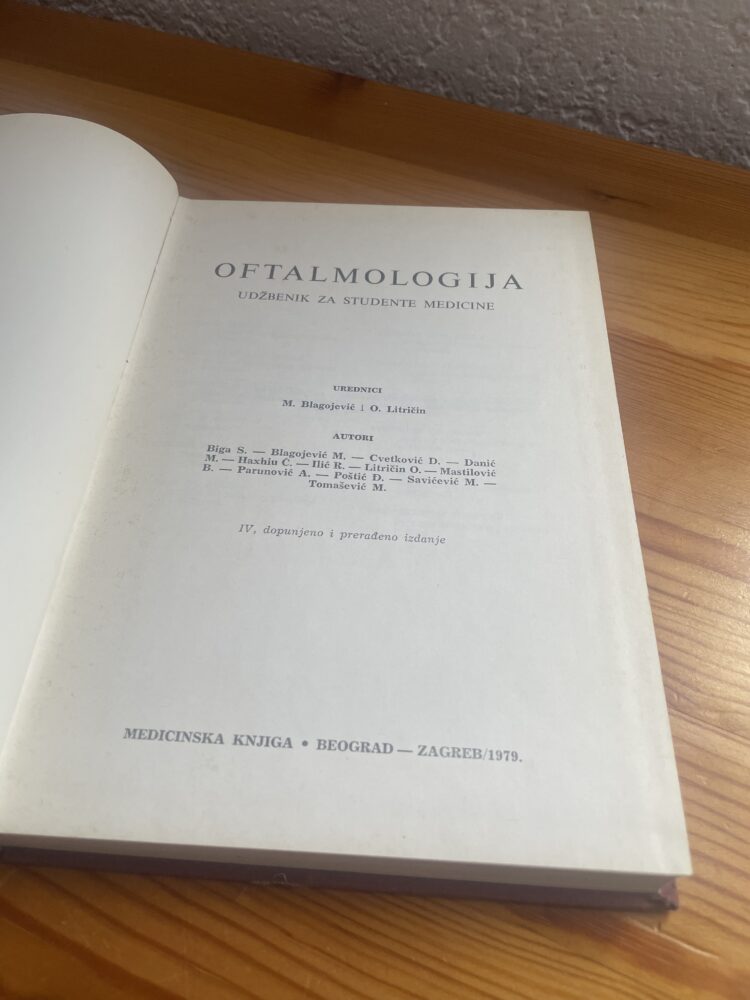 OFTALMOLOGIJA
UDŽBENIK ZA STUDENTE MEDICINE
UREDNICI
M. Blagojević i O. Litričin
AUTORI
Biga S. — Blagojević M. — Cvetković D. — Danić
M. — Haxhiu C. — Ilić R. — Litričin O. — Mastilović
B. — Parunović A. — Poštić Đ. — Savićević M. —
Tomašević M.
IV, dopunjeno i prerađeno izdanje
MEDICINSKA KNJIGA • BEOGRAD — ZAGREB/1979.